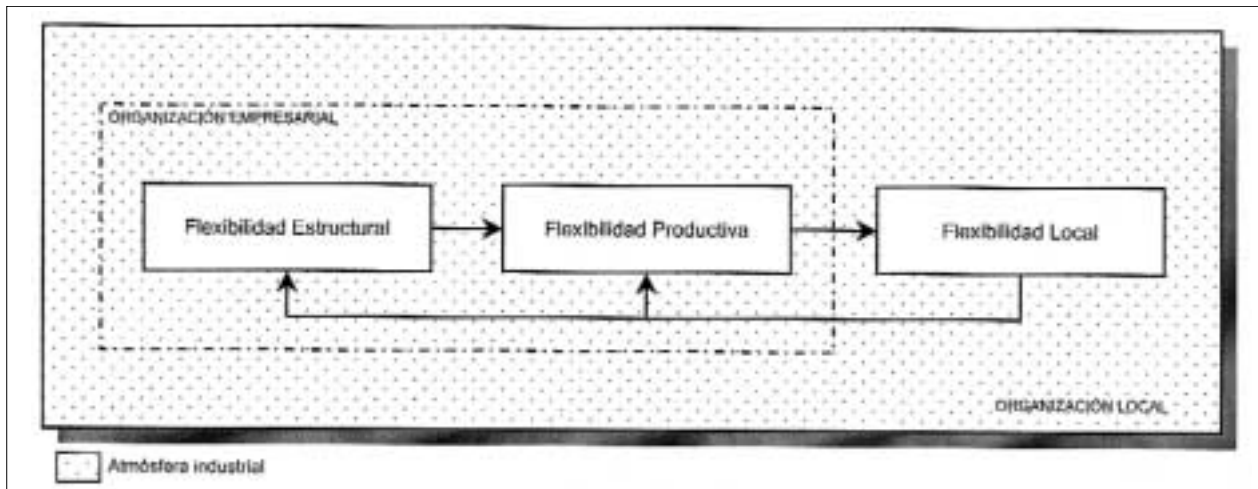 ORGANIZACIÓN EMPRESARIAL
Flexibilidad Estructural
Flexibilidad Productiva
Flexibilidad Local
ORGANIZACIÓN LOCAL
Atmósfera industrial